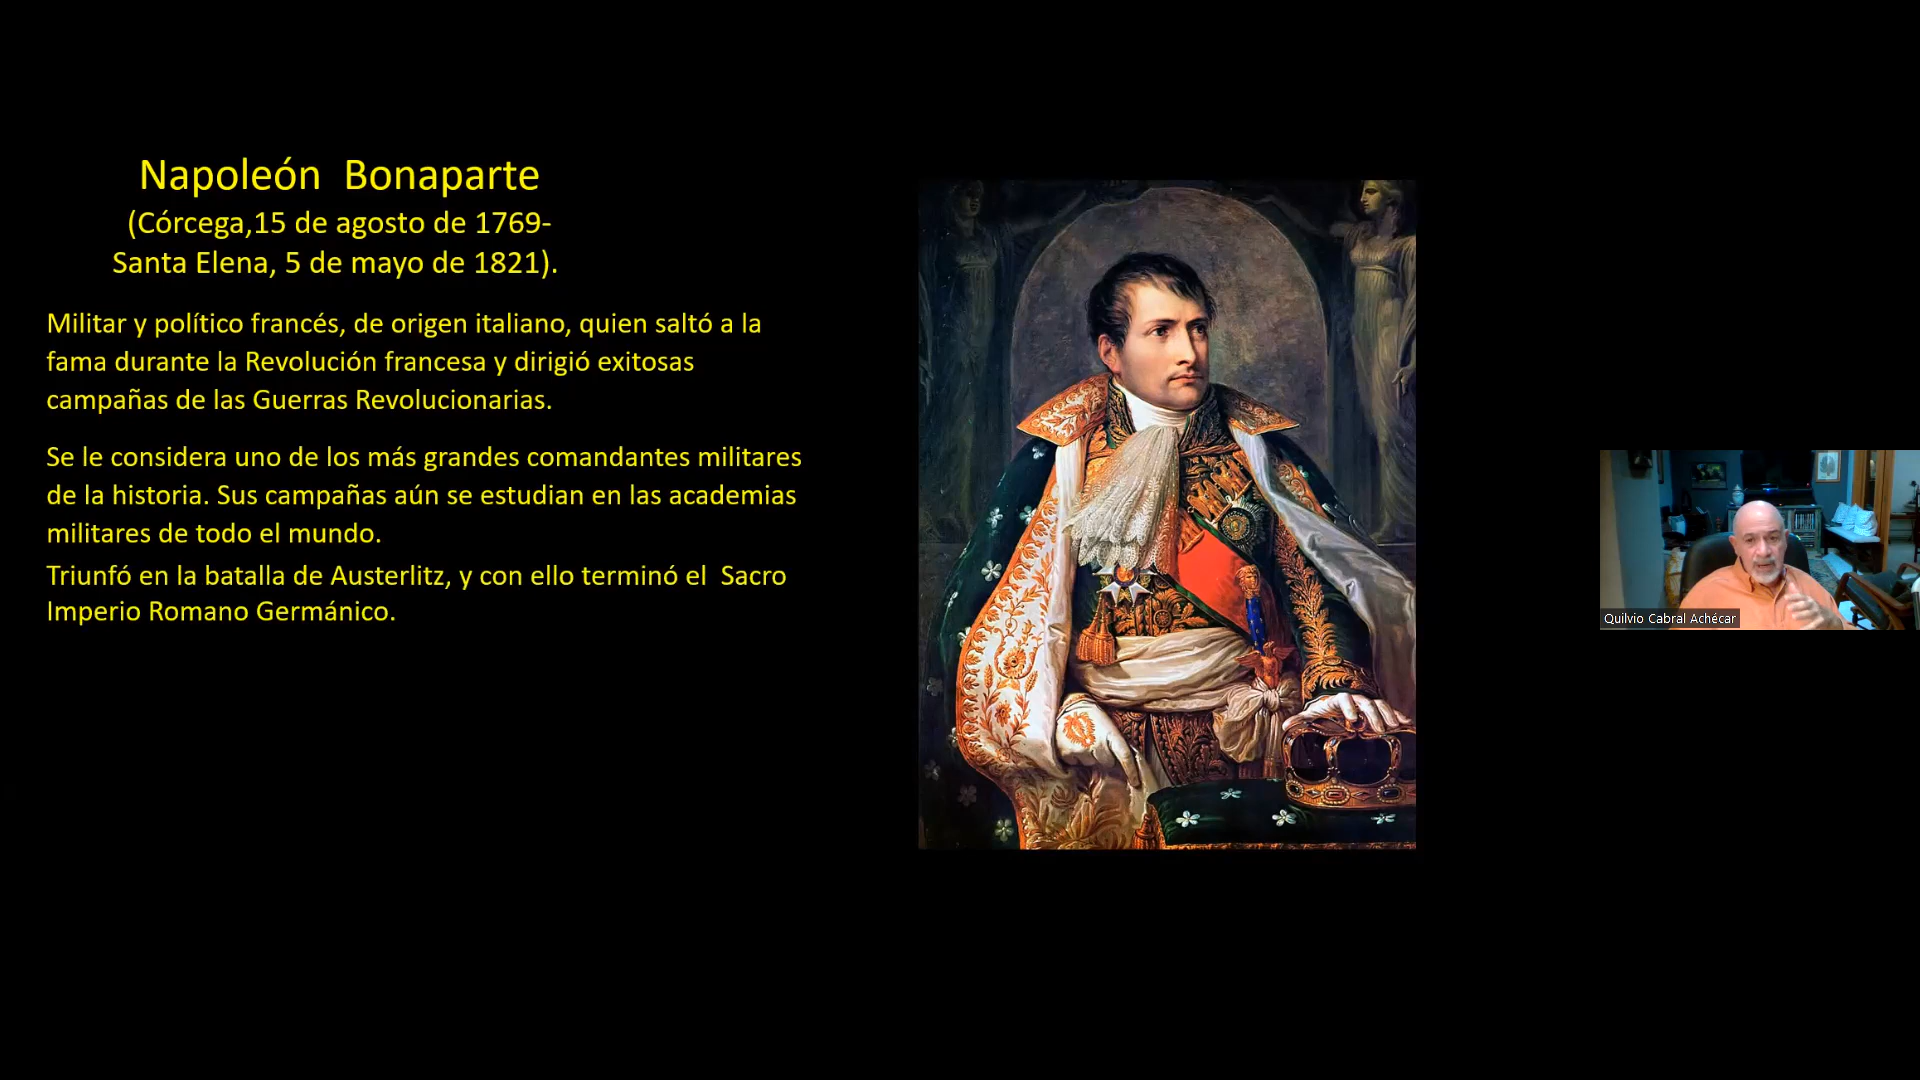 Napoleón  Bonaparte
(Córcega,15 de agosto de 1769-
Santa Elena, 5 de mayo de 1821).
Militar y político francés, de origen italiano, quien saltó a la
fama durante la Revolución francesa y dirigió exitosas
campañas de las Guerras Revolucionarias.
Se le considera uno de los más grandes comandantes militares
de la historia. Sus campañas aún se estudian en las academias
militares de todo el mundo.
Triunfó en la batalla de Austerlitz, y con ello terminó el  Sacro
Imperio Romano Germánico.
Quilvio Cabral Achécar